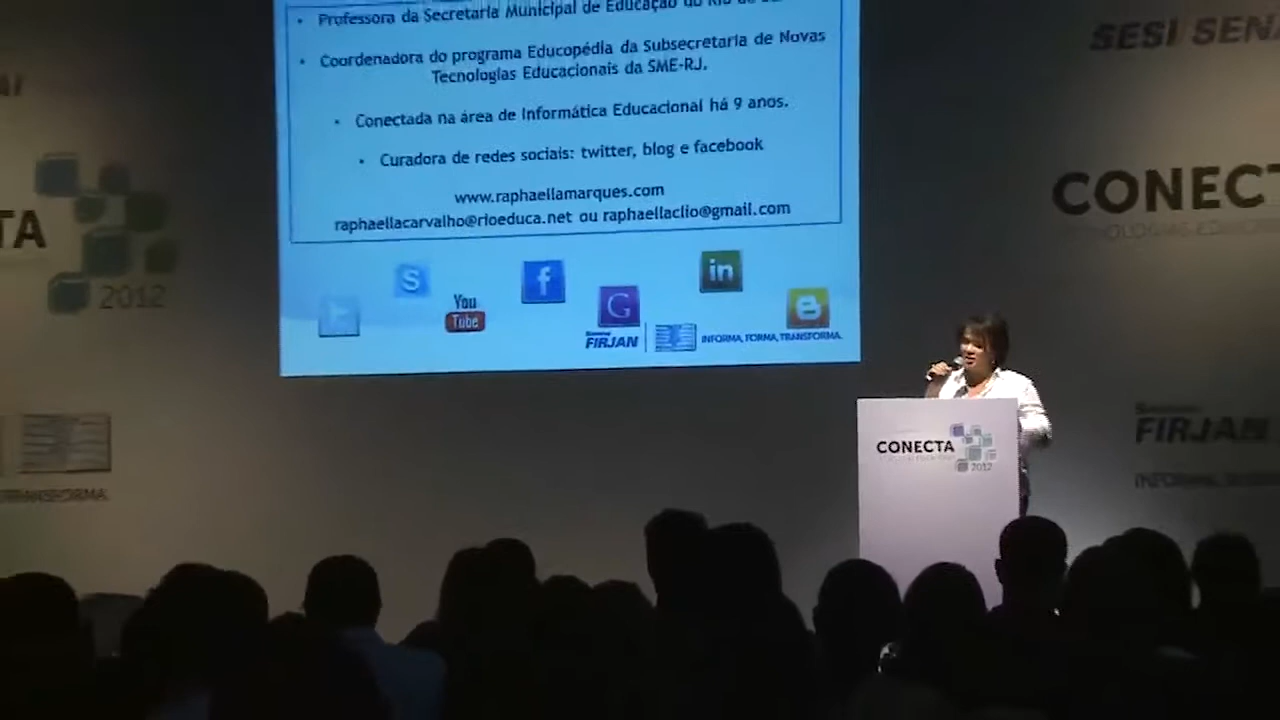 • Professora da Secretaria Municipal de Educação do Rio de
• Coordenadora do programa Educopédia da Subsecretaria de Novas
Tecnologias Educacionais da SME-RJ.
• Conectada na área de Informática Educacional há 9 anos.
• Curadora de redes sociais: twitter, blog e facebook
www.raphaellamarques.com
raphaellacarvalho@rioeduca.net ou raphaellaclio@gmail.com
S
f
in
You
Tube
G
FIRJAN
INFORMA, FORMA, TRANSFORMA.
TA
2012
TRANSFORMA.
SESI SENA
CONECT
FIRJAN
INFORMA,
CONECTA
2012